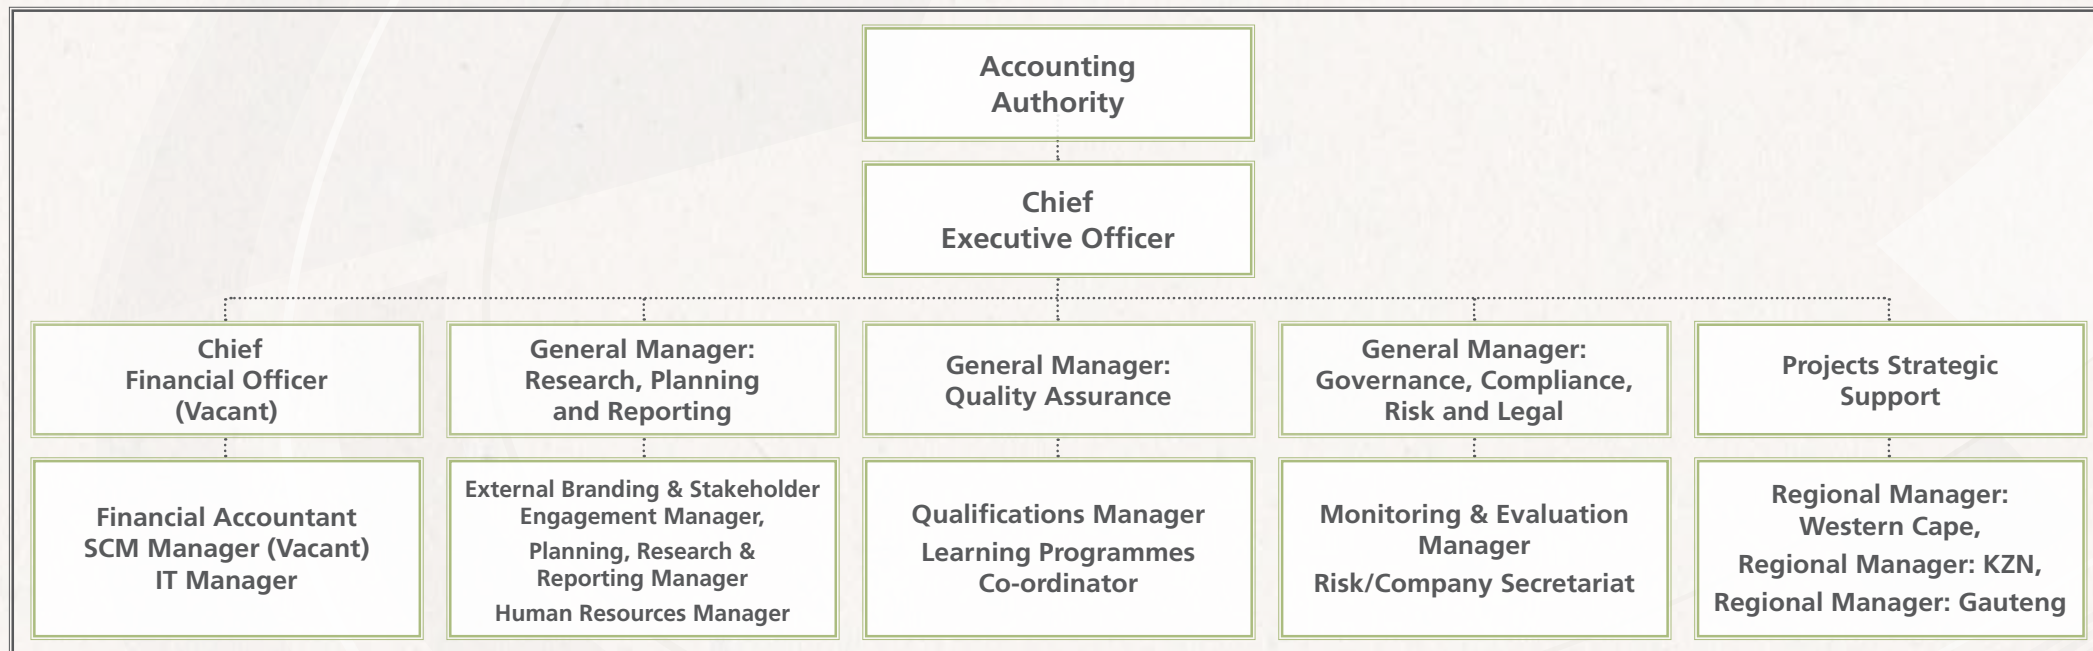 Accounting
Authority
Chief
Executive Officer
Chief
Financial Officer
(Vacant)
General Manager:
Research, Planning
and Reporting
General Manager:
Quality Assurance
General Manager:
Governance, Compliance,
Risk and Legal
Projects Strategic
Support
Financial Accountant
SCM Manager (Vacant)
IT Manager
External Branding & Stakeholder
Engagement Manager,
Planning, Research &
Reporting Manager
Human Resources Manager
Qualifications Manager
Learning Programmes
Co-ordinator
Monitoring & Evaluation
Manager
Risk/Company Secretariat
Regional Manager:
Western Cape,
Regional Manager: KZN,
Regional Manager: Gauteng